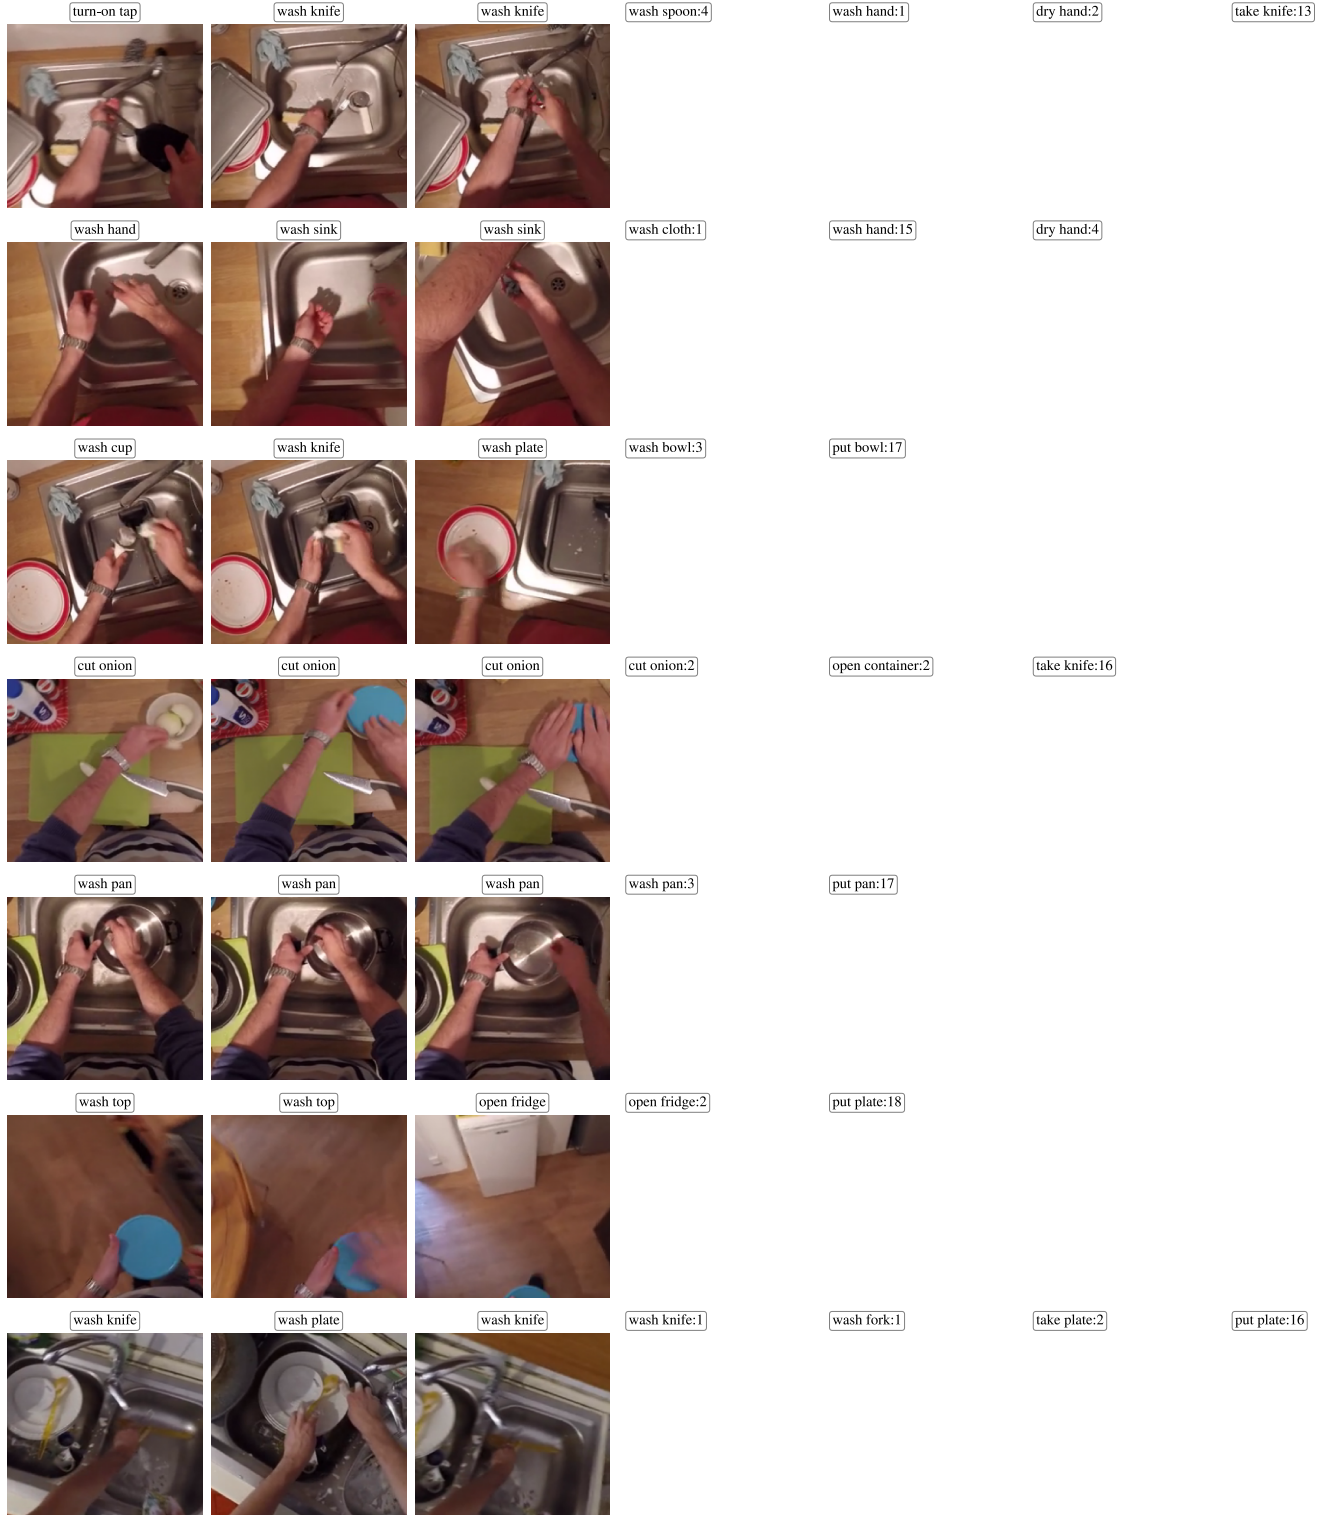 turn-on tap wash knife wash knife wash spoon:4 wash hand:1 dry hand:2 take knife:13
wash hand wash sink wash sink wash cloth:1 wash hand:15 dry hand:4
wash cup wash knife wash plate wash bowl:3 put bowl:17
cut onion cut onion cut onion cut onion:2 open container:2 take knife:16
wash pan wash pan wash pan wash pan:3 put pan:17
wash top wash top open fridge open fridge:2 put plate:18
wash knife wash plate wash knife wash knife:1 wash fork:1 take plate:2 put plate:16